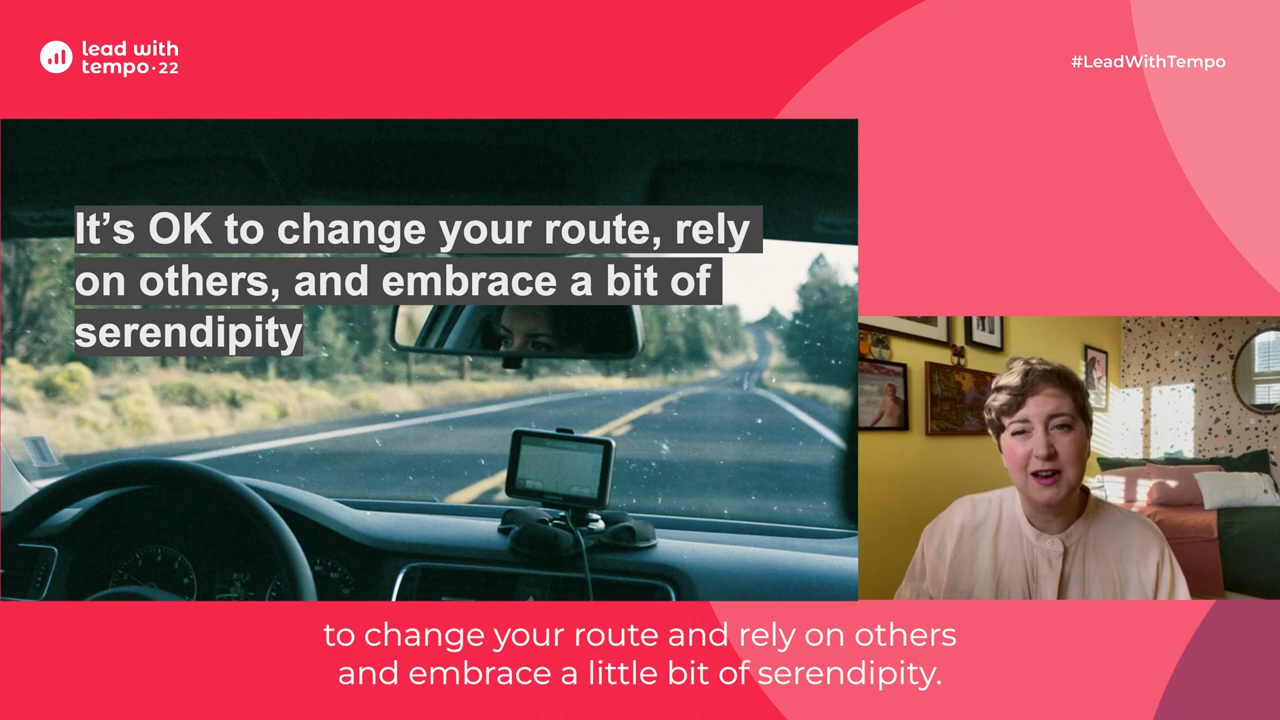 lead with
tempo·22
#LeadWithTempo
It’s OK to change your route, rely
on others, and embrace a bit of
serendipity
to change your route and rely on others
and embrace a little bit of serendipity.